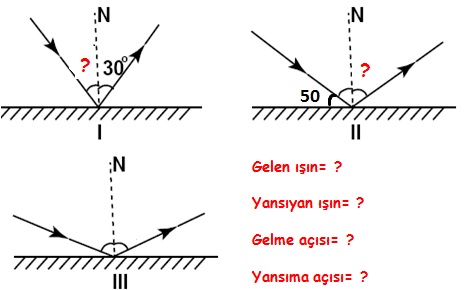 N
? 30°
I
N
?
50
II
N
III
Gelen ışın= ?
Yansıyan ışın= ?
Gelme açısı= ?
Yansıma açısı= ?